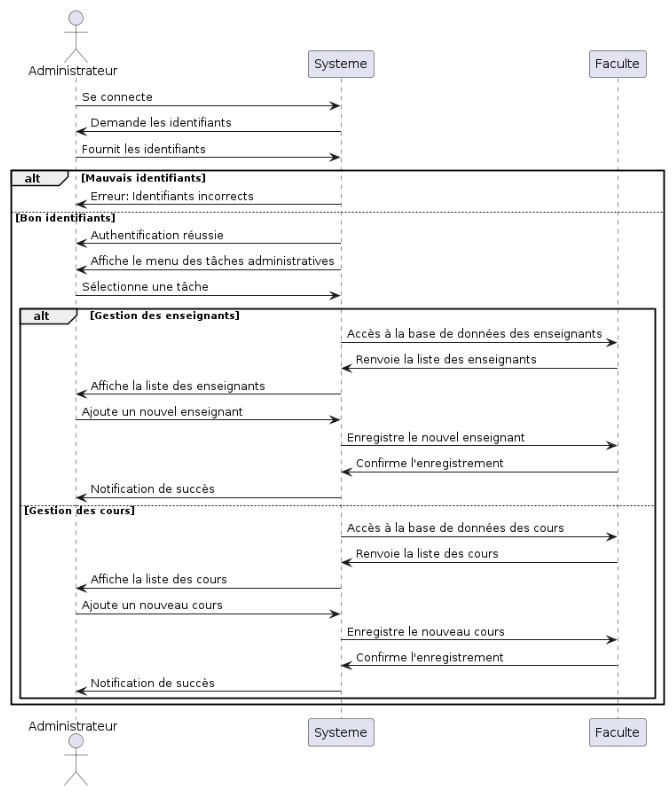 Administrateur
Systeme
Faculte
Se connecte
Demande les identifiants
Fournit les identifiants
alt [Mauvais identifiants]
Erreur: Identifiants incorrects
[Bon identifiants]
Authentification réussie
Affiche le menu des tâches administratives
Sélectionne une tâche
alt [Gestion des enseignants]
Accès à la base de données des enseignants
Renvoie la liste des enseignants
Affiche la liste des enseignants
Ajoute un nouvel enseignant
Enregistre le nouvel enseignant
Confirme l'enregistrement
Notification de succès
[Gestion des cours]
Accès à la base de données des cours
Renvoie la liste des cours
Affiche la liste des cours
Ajoute un nouveau cours
Enregistre le nouveau cours
Confirme l'enregistrement
Notification de succès
Administrateur
Systeme
Faculte